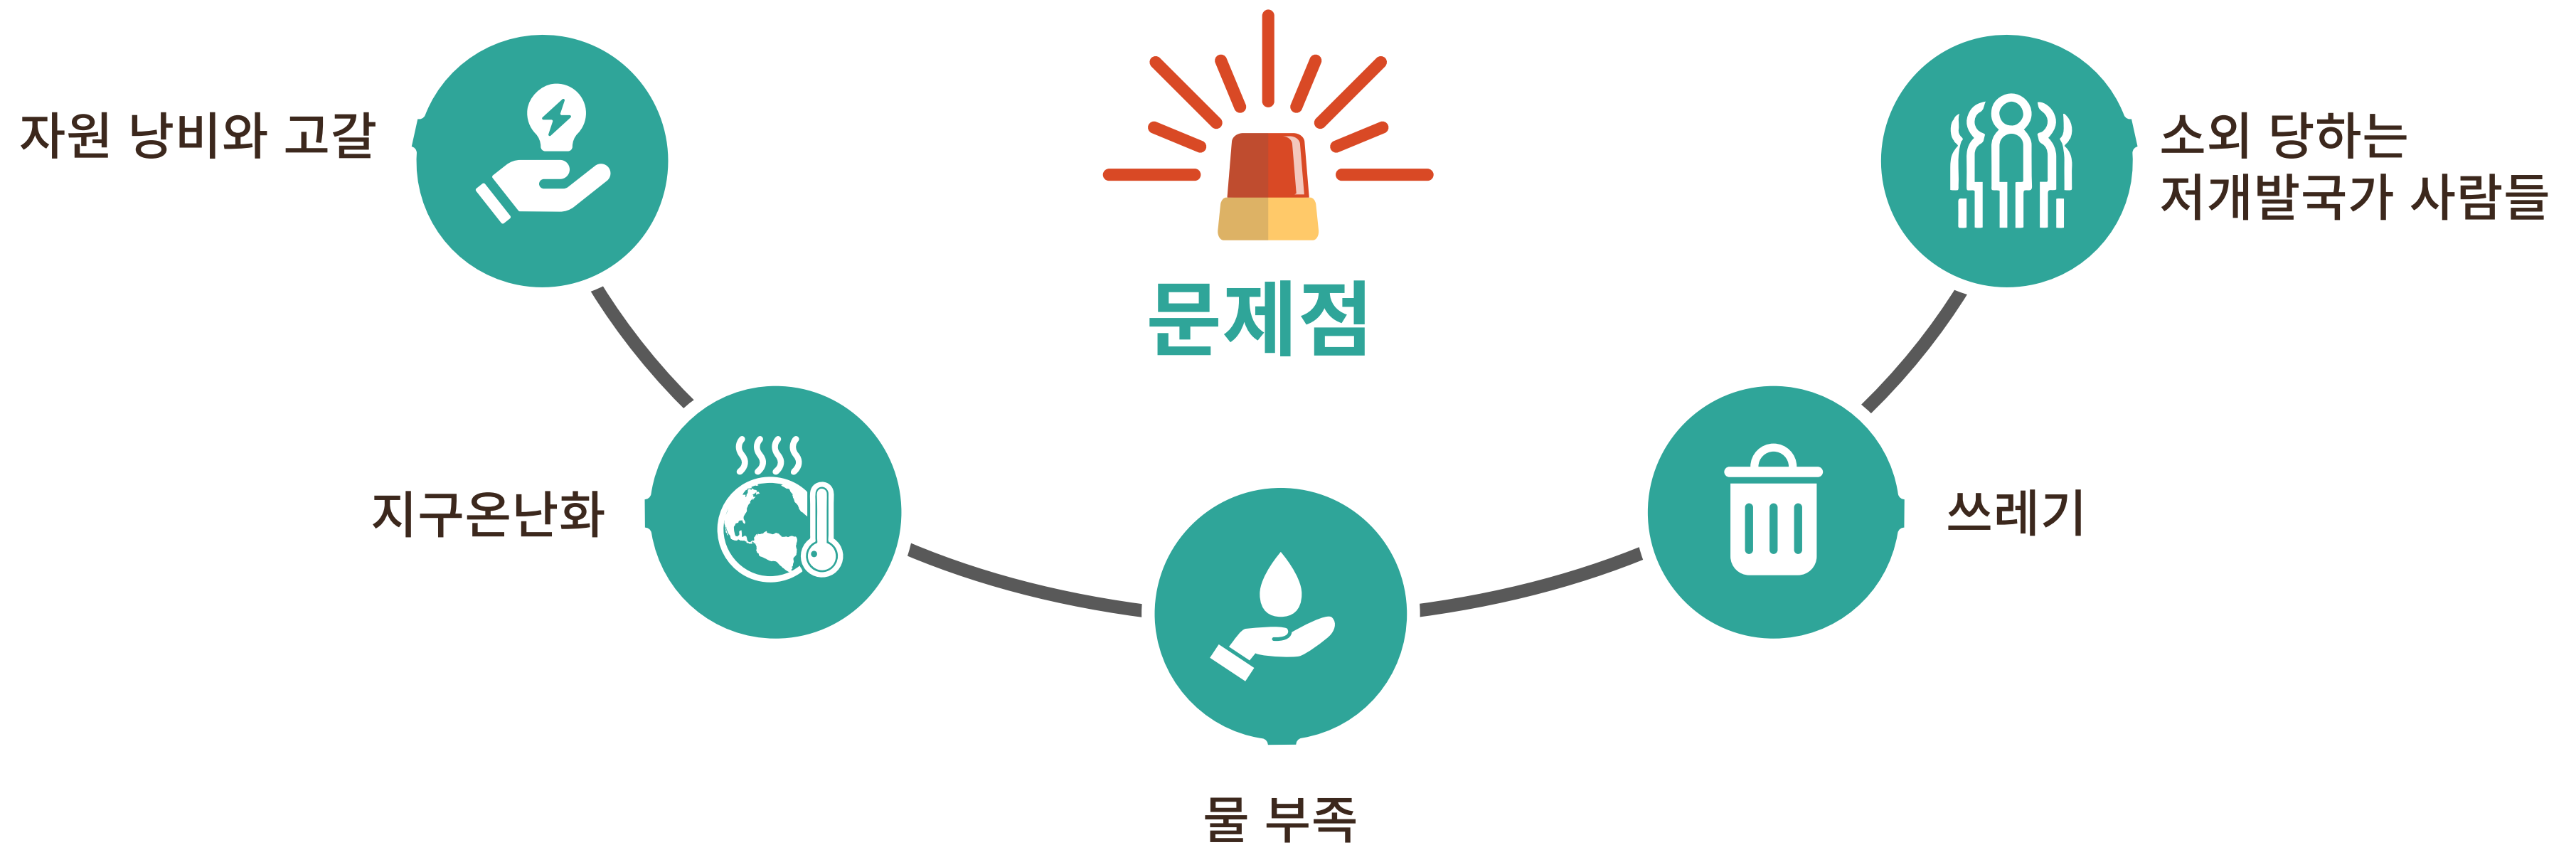 문제점
자원 낭비와 고갈
지구온난화
물 부족
쓰레기
소외 당하는
저개발국가 사람들